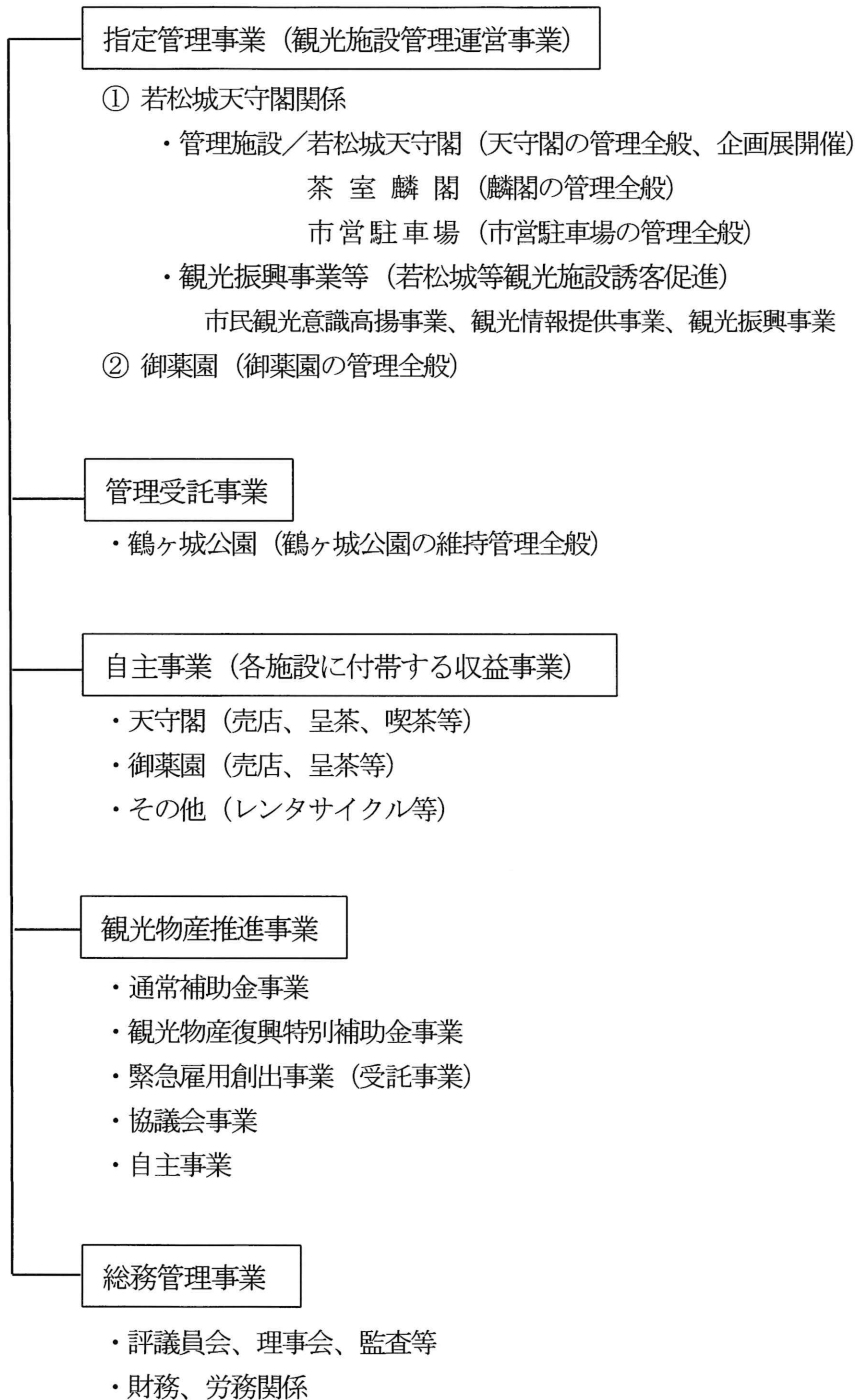 指定管理事業（観光施設管理運営事業）
① 若松城天守閣関係
・管理施設／若松城天守閣（天守閣の管理全般、企画展開催）
茶 室 麟 閣（麟閣の管理全般）
市営駐車場（市営駐車場の管理全般）
・観光振興事業等（若松城等観光施設誘客促進）
市民観光意識高揚事業、観光情報提供事業、観光振興事業
② 御薬園（御薬園の管理全般）
管理受託事業
・鶴ヶ城公園（鶴ヶ城公園の維持管理全般）
自主事業（各施設に付帯する収益事業）
・天守閣（売店、呈茶、喫茶等）
・御薬園（売店、呈茶等）
・その他（レンタサイクル等）
観光物産推進事業
・通常補助金事業
・観光物産復興特別補助金事業
・緊急雇用創出事業（受託事業）
・協議会事業
・自主事業
総務管理事業
・評議員会、理事会、監査等
・財務、労務関係